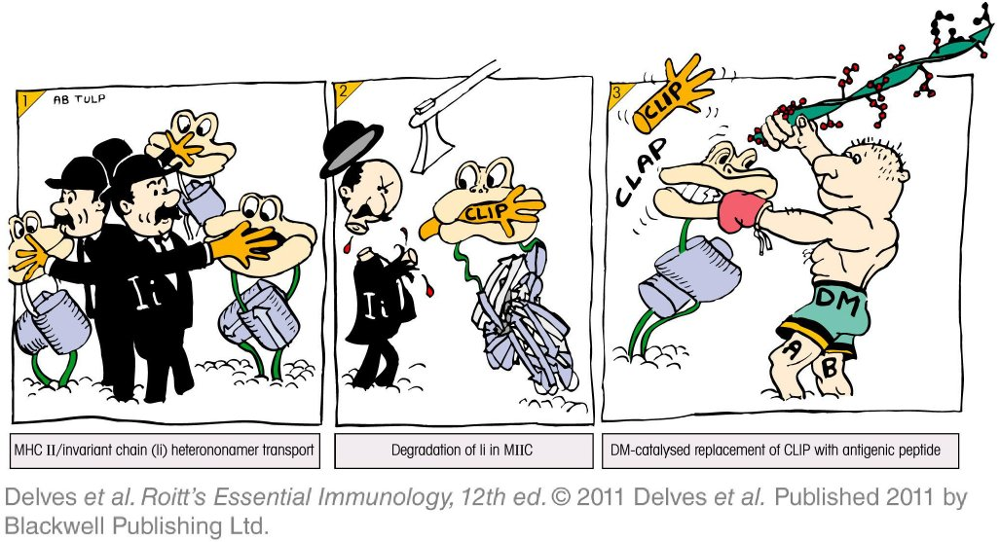 1
AB TULP
Ii
2
CLIP
Ii
3
CLIP
CLAP
DM
A
B
MHC II/invariant chain (Ii) heterononamer transport
Degradation of Ii in MIIC
DM-catalysed replacement of CLIP with antigenic peptide
Delves et al. Roitt's Essential Immunology, 12th ed. © 2011 Delves et al. Published 2011 by
Blackwell Publishing Ltd.